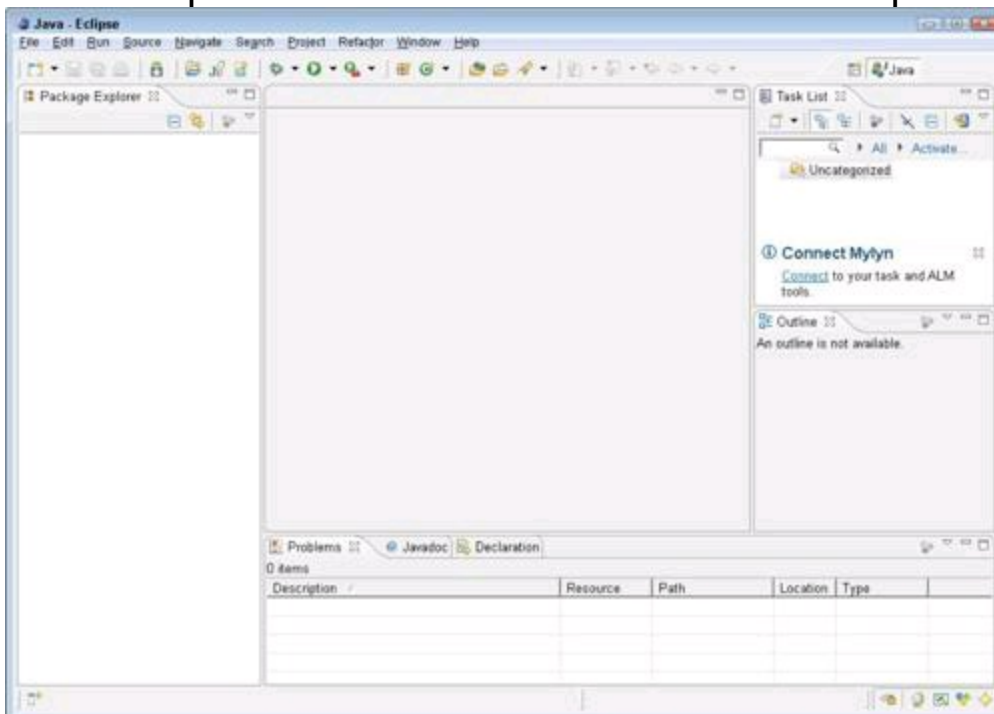 Java - Eclipse
File Edit Run Source Navigate Search Project Refactor Window Help
Java
Package Explorer
Task List
All Activate...
Uncategorized
Connect Mylyn
Connect to your task and ALM
tools.
Outline
An outline is not available.
Problems Javadoc Declaration
0 items
Description Resource Path Location Type